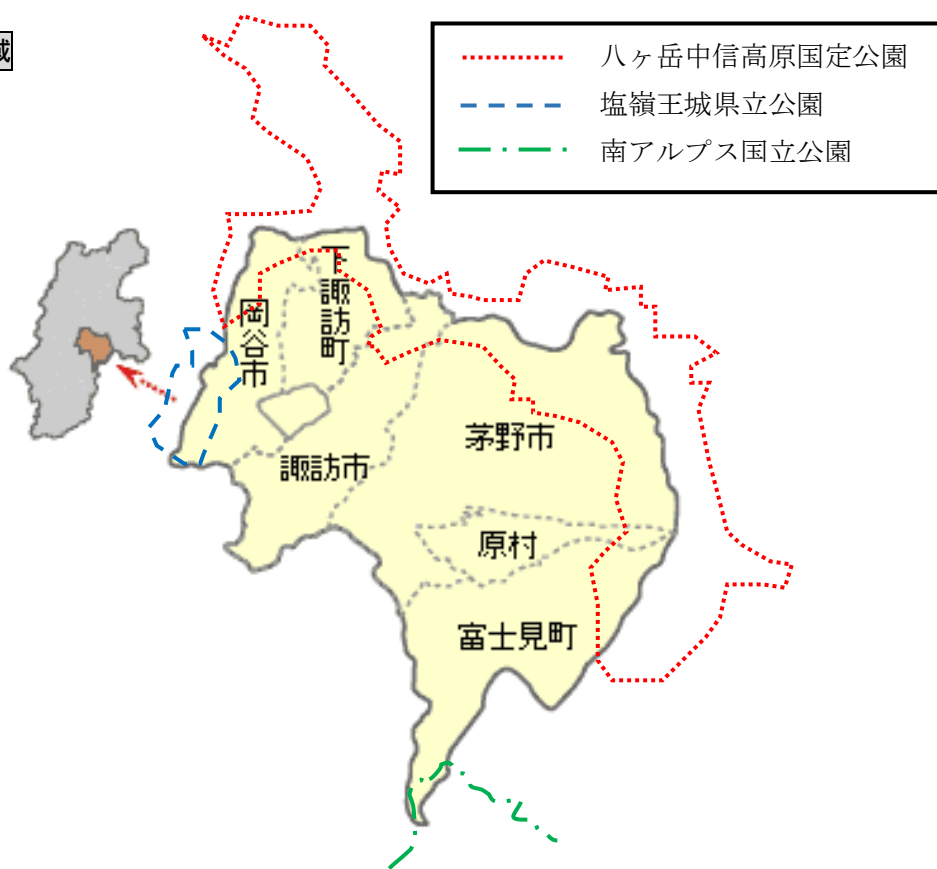 域
八ヶ岳中信高原国定公園
塩嶺王城県立公園
南アルプス国立公園
下諏訪町
岡谷市
茅野市
諏訪市
原村
富士見町